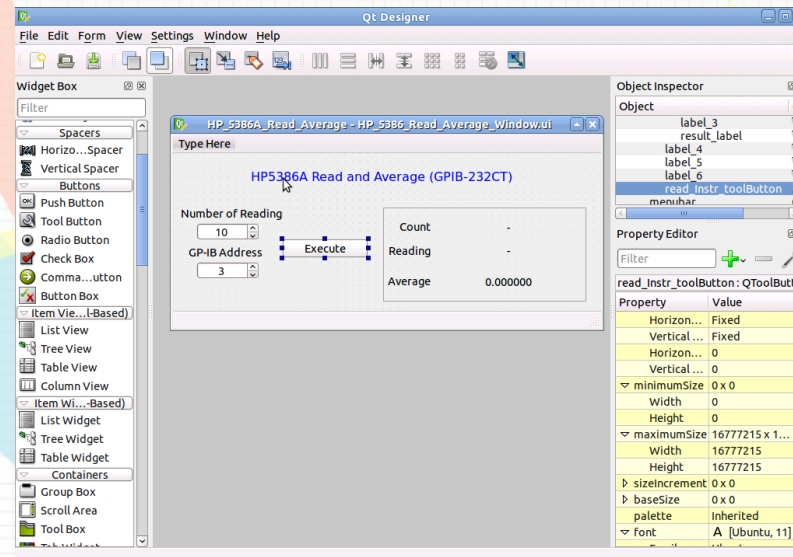 Qt Designer
File Edit Form View Settings Window Help
Widget Box
Filter
Spacers
Horizo...Spacer
Vertical Spacer
Buttons
Push Button
Tool Button
Radio Button
Check Box
Comma...utton
Button Box
Item Vie...l-Based)
List View
Tree View
Table View
Column View
Item Wi...-Based)
List Widget
Tree Widget
Table Widget
Containers
Group Box
Scroll Area
Tool Box
HP_5386A_Read_Average - HP_5386_Read_Average_Window.ui
Type Here
HP5386A Read and Average (GPIB-232CT)
Number of Reading
10
GP-IB Address
3
Execute
Count -
Reading -
Average 0.000000
Object Inspector
Object
label_3
result_label
label_4
label_5
label_6
read_Instr_toolButton
menubar
Property Editor
Filter
read_Instr_toolButton : QToolButt
Property Value
Horizon... Fixed
Vertical ... Fixed
Horizon... 0
Vertical ... 0
minimumSize 0 x 0
Width 0
Height 0
maximumSize 16777215 x 1...
Width 16777215
Height 16777215
sizeIncrement 0 x 0
baseSize 0 x 0
palette Inherited
font A [Ubuntu, 11]